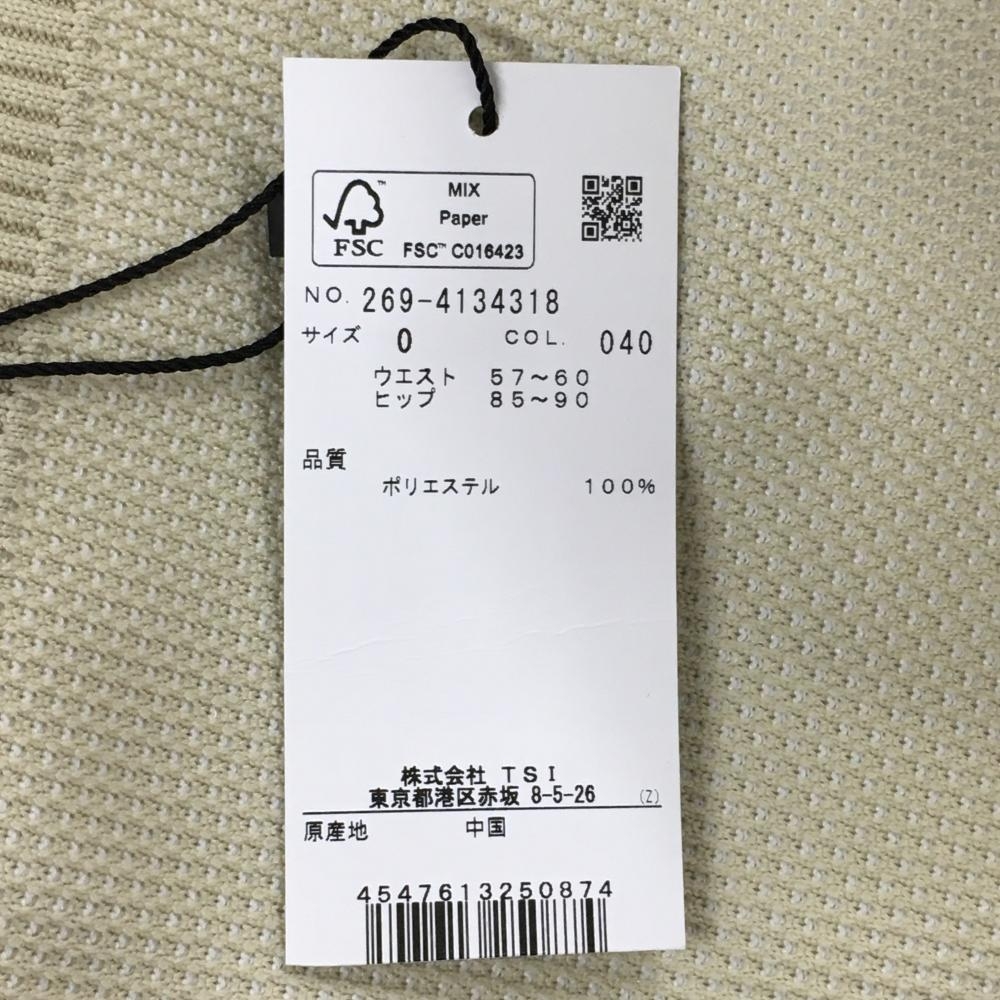 MIX
Paper
FSC™ C016423
FSC
NO. 269-4134318
サイズ 0 COL. 040
ウエスト 57～60
ヒップ 85～90
品質
ポリエステル 100%
株式会社 TSI
東京都港区赤坂 8-5-26 (Z)
原産地 中国
4547613250874